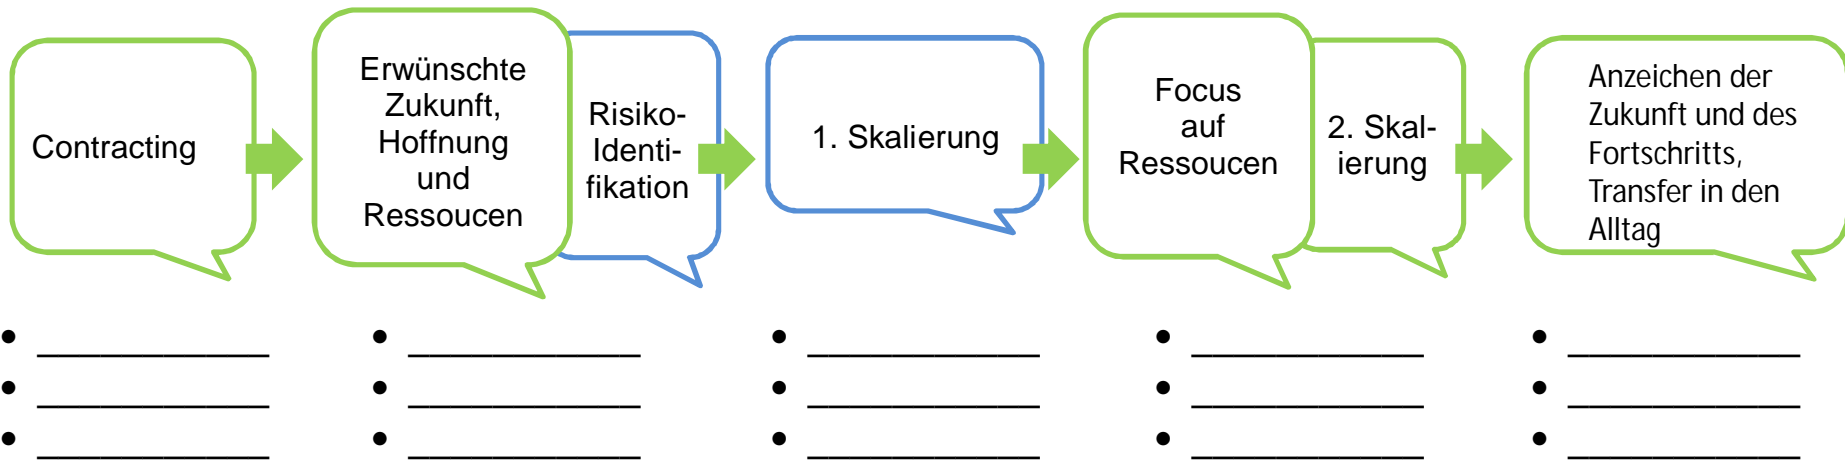 Contracting
Erwünschte
Zukunft,
Hoffnung
und
Ressoucen
Risiko-
Identi-
fikation
1. Skalierung
Focus
auf
Ressoucen
2. Skal-
ierung
Anzeichen der
Zukunft und des
Fortschritts,
Transfer in den
Alltag